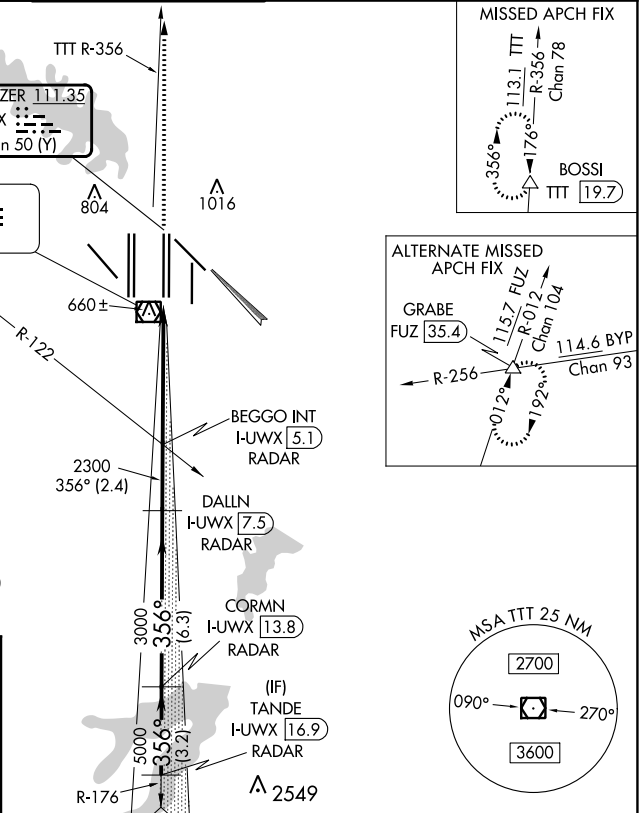 TTT R-356
ZER 111.35
X
n 50 (Y)
804
1016
660±
R-122
BEGGO INT
I-UWX 5.1
RADAR
2300
356° (2.4)
DALLN
I-UWX 7.5
RADAR
3000
356°
(6.3)
CORMN
I-UWX 13.8
RADAR
(IF)
TANDE
I-UWX 16.9
RADAR
5000
356°
(3.2)
R-176
2549
MISSED APCH FIX
113.1 TTT
R-356
Chan 78
356°
176°
BOSSI
TTT 19.7
ALTERNATE MISSED
APCH FIX
GRABE
FUZ 35.4
115.7 FUZ
R-012
Chan 104
114.6 BYP
Chan 93
R-256
012°
192°
MSA TTT 25 NM
2700
090°
270°
3600